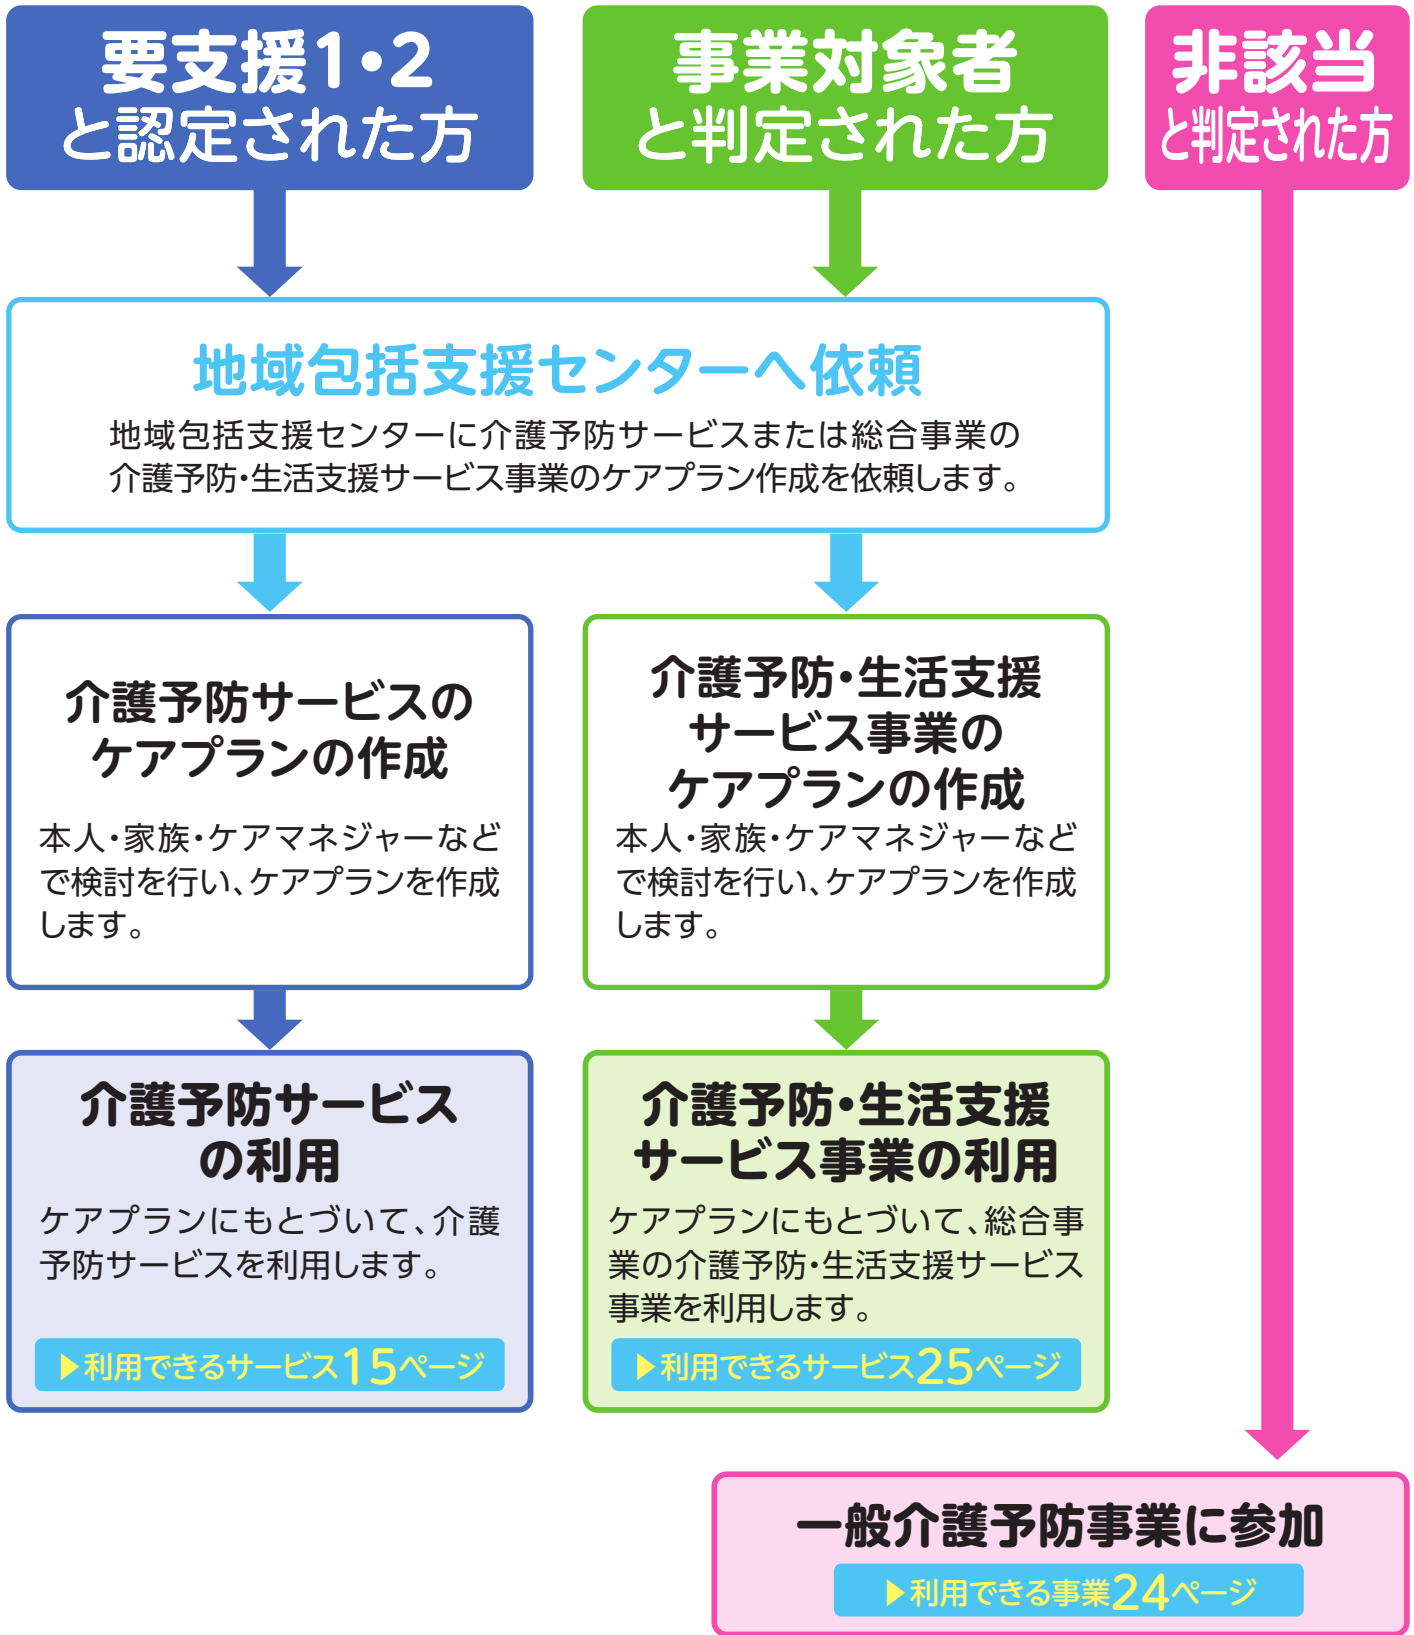 要支援1・2
と認定された方
事業対象者
と判定された方
非該当
と判定された方
地域包括支援センターへ依頼
地域包括支援センターに介護予防サービスまたは総合事業の
介護予防・生活支援サービス事業のケアプラン作成を依頼します。
介護予防サービスの
ケアプランの作成
本人・家族・ケアマネジャーなど
で検討を行い、ケアプランを作成
します。
介護予防・生活支援
サービス事業の
ケアプランの作成
本人・家族・ケアマネジャーなど
で検討を行い、ケアプランを作成
します。
介護予防サービス
の利用
ケアプランにもとづいて、介護
予防サービスを利用します。
▶利用できるサービス15ページ
介護予防・生活支援
サービス事業の利用
ケアプランにもとづいて、総合事
業の介護予防・生活支援サービス
事業を利用します。
▶利用できるサービス25ページ
一般介護予防事業に参加
▶利用できる事業24ページ